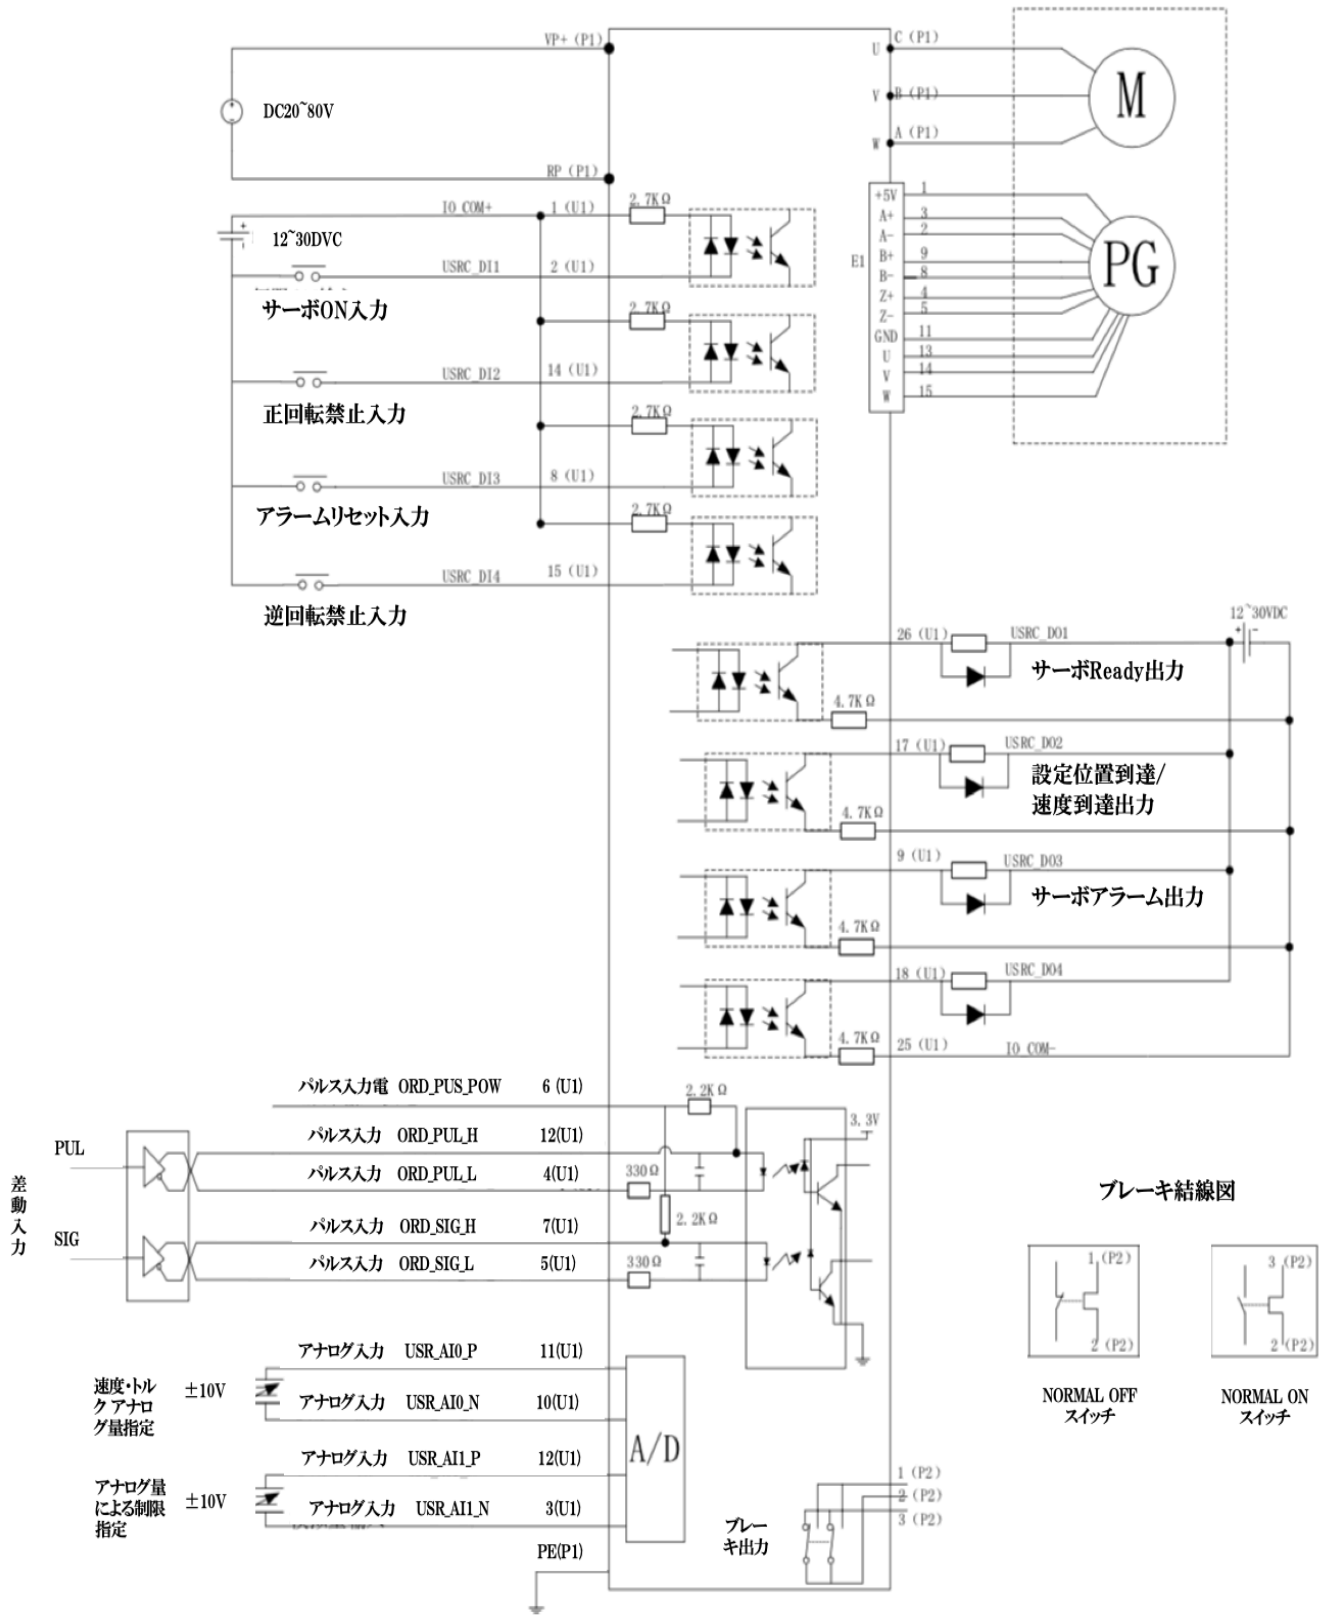 VP+ (P1)
DC20~80V
RP (P1)
C (P1)
U
V
B (P1)
A (P1)
W
M
IO COM+
1 (U1)
2.7KΩ
12~30DVC
USRC_DI1
2 (U1)
サーボON入力
2.7KΩ
USRC_DI2
14 (U1)
正回転禁止入力
2.7KΩ
USRC_DI3
8 (U1)
アラームリセット入力
2.7KΩ
USRC_DI4
15 (U1)
逆回転禁止入力
E1
+5V
1
A+
3
A-
2
B+
9
B-
8
Z+
4
Z-
5
GND
11
U
13
V
14
W
15
PG
12~30VDC
+
-
26 (U1)
USRC_DO1
サーボReady出力
4.7KΩ
17 (U1)
USRC_DO2
設定位置到達/
速度到達出力
4.7KΩ
9 (U1)
USRC_DO3
サーボアラーム出力
4.7KΩ
18 (U1)
USRC_DO4
4.7KΩ
25 (U1)
IO COM-
パルス入力電 ORD_PUS_POW 6 (U1)
2.2KΩ
3.3V
差動入力
PUL
パルス入力 ORD_PUL_H 12(U1)
パルス入力 ORD_PUL_L 4(U1)
330Ω
2.2KΩ
SIG
パルス入力 ORD_SIG_H 7(U1)
パルス入力 ORD_SIG_L 5(U1)
330Ω
ブレーキ結線図
1 (P2)
2 (P2)
NORMAL OFF
スイッチ
3 (P2)
2 (P2)
NORMAL ON
スイッチ
速度・トル
ク アナロ
グ量指定
±10V
アナログ入力 USR_AI0_P 11(U1)
アナログ入力 USR_AI0_N 10(U1)
アナログ量
による制限
指定
±10V
アナログ入力 USR_AI1_P 12(U1)
アナログ入力 USR_AI1_N 3(U1)
A/D
PE(P1)
ブレー
キ出力
1 (P2)
2 (P2)
3 (P2)